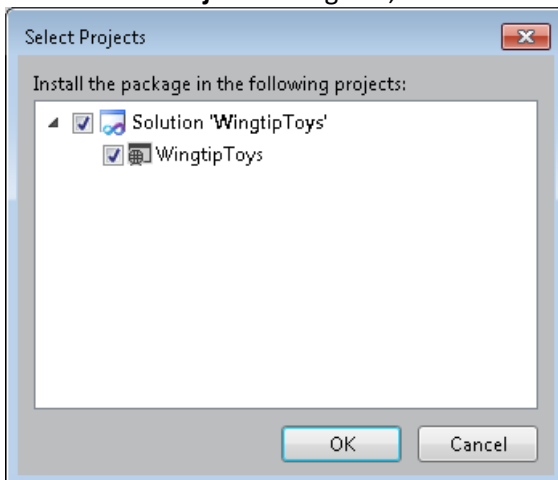 Select Projects
Install the package in the following projects:
Solution 'WingtipToys'
WingtipToys
OK
Cancel